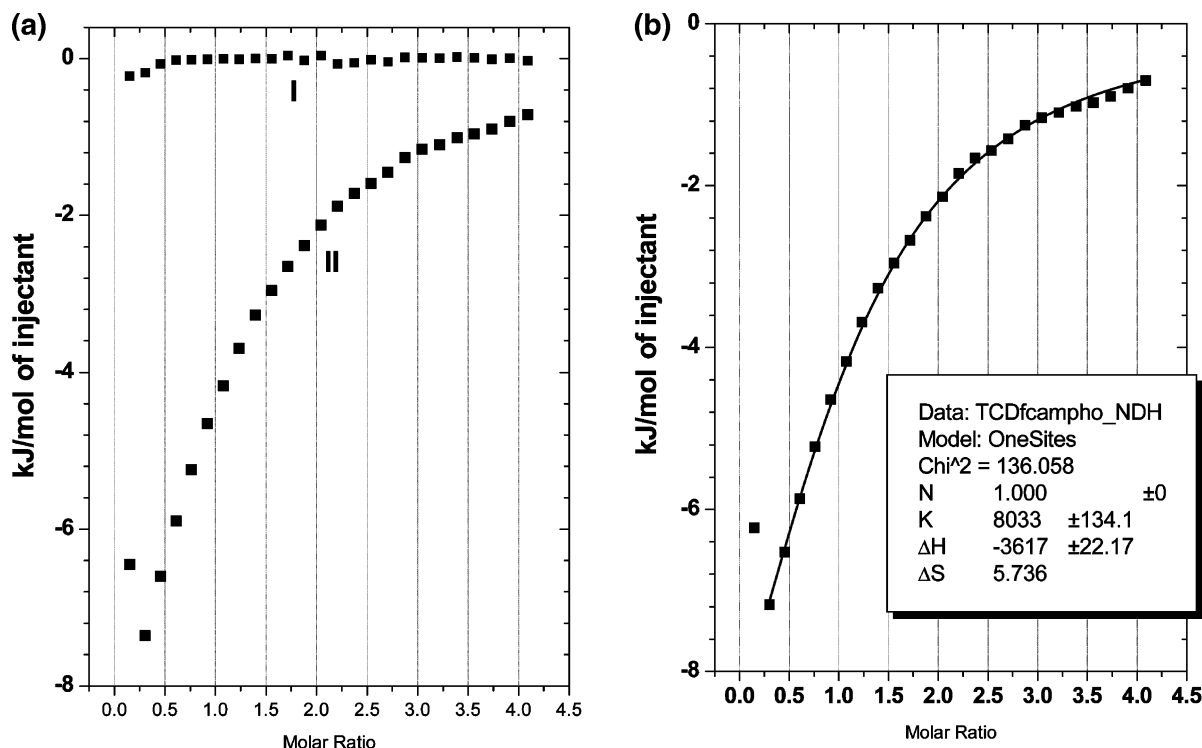 (a)
0
-2
-4
-6
-8
kJ/mol of injectant
I
II
0.0 0.5 1.0 1.5 2.0 2.5 3.0 3.5 4.0 4.5
Molar Ratio
(b)
0
-2
-4
-6
-8
kJ/mol of injectant
Data: TCDfcampho_NDH
Model: OneSites
Chi^2 = 136.058
N 1.000 ±0
K 8033 ±134.1
ΔH -3617 ±22.17
ΔS 5.736
0.0 0.5 1.0 1.5 2.0 2.5 3.0 3.5 4.0 4.5
Molar Ratio